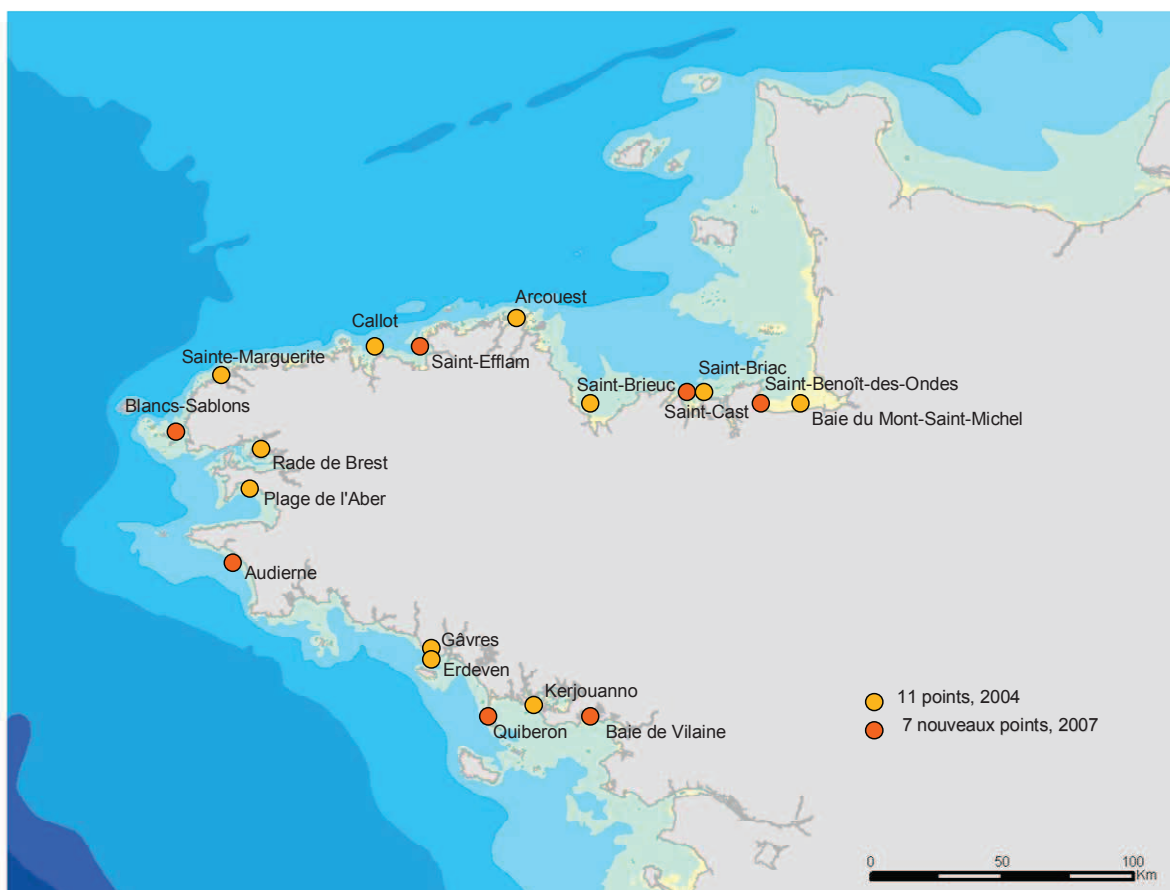 Arcouest
Callot
Saint-Efflam
Sainte-Marguerite
Saint-Brieuc
Saint-Briac
Saint-Benoît-des-Ondes
Saint-Cast
Baie du Mont-Saint-Michel
Blancs-Sablons
Rade de Brest
Plage de l'Aber
Audierne
Gâvres
Erdeven
Kerjouanno
Quiberon
Baie de Vilaine
11 points, 2004
7 nouveaux points, 2007
0 50 100
Km